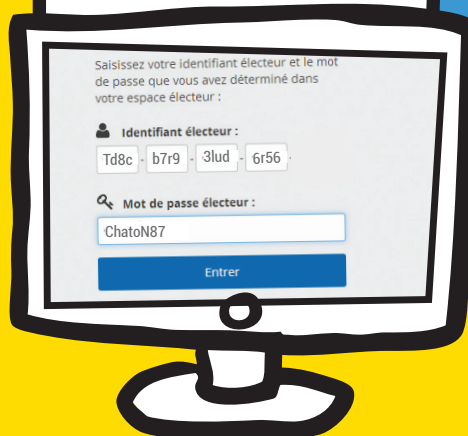 Saisissez votre identifiant électeur et le mot
de passe que vous avez déterminé dans
votre espace électeur :
Identifiant électeur :
Td8c - b7r9 - 3lud - 6r56
Mot de passe électeur :
ChatoN87
Entrer